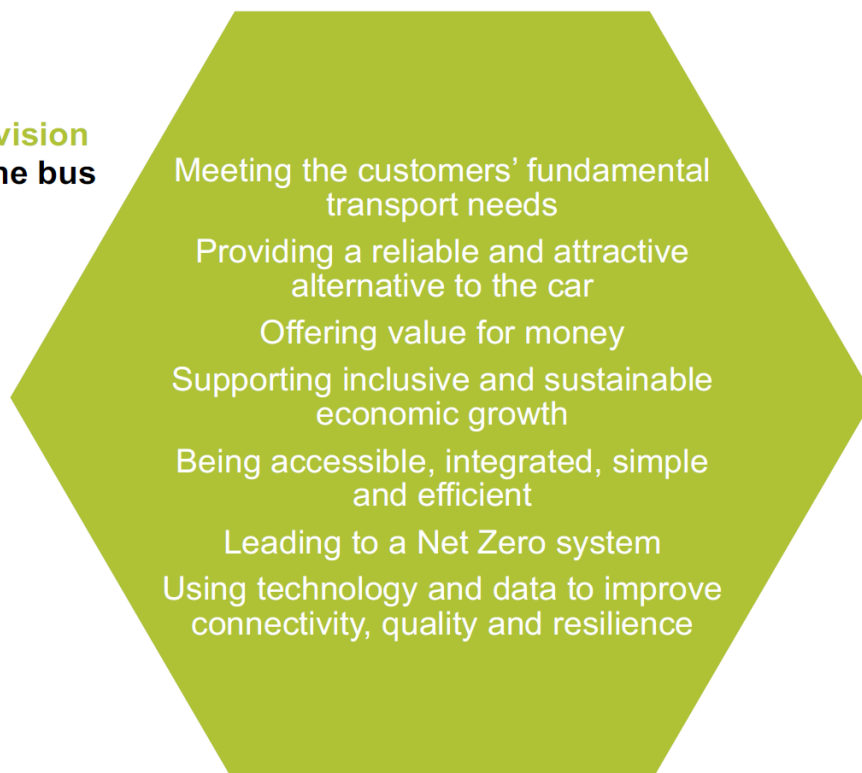 vision
he bus
Meeting the customers’ fundamental
transport needs
Providing a reliable and attractive
alternative to the car
Offering value for money
Supporting inclusive and sustainable
economic growth
Being accessible, integrated, simple
and efficient
Leading to a Net Zero system
Using technology and data to improve
connectivity, quality and resilience